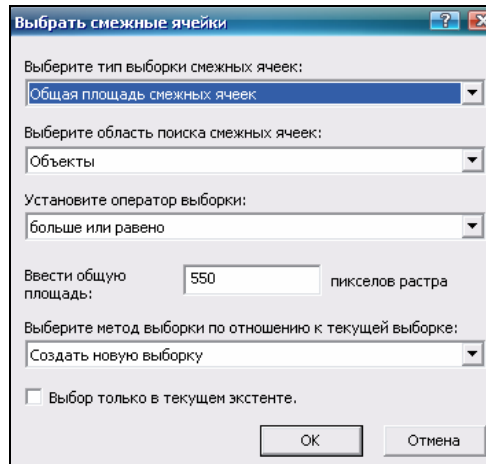 Выбрать смежные ячейки
Выберите тип выборки смежных ячеек:
Общая площадь смежных ячеек
Выберите область поиска смежных ячеек:
Объекты
Установите оператор выборки:
больше или равено
Ввести общую
площадь:
550
пикселов растра
Выберите метод выборки по отношению к текущей выборке:
Создать новую выборку
Выбор только в текущем экстенте.
OK
Отмена